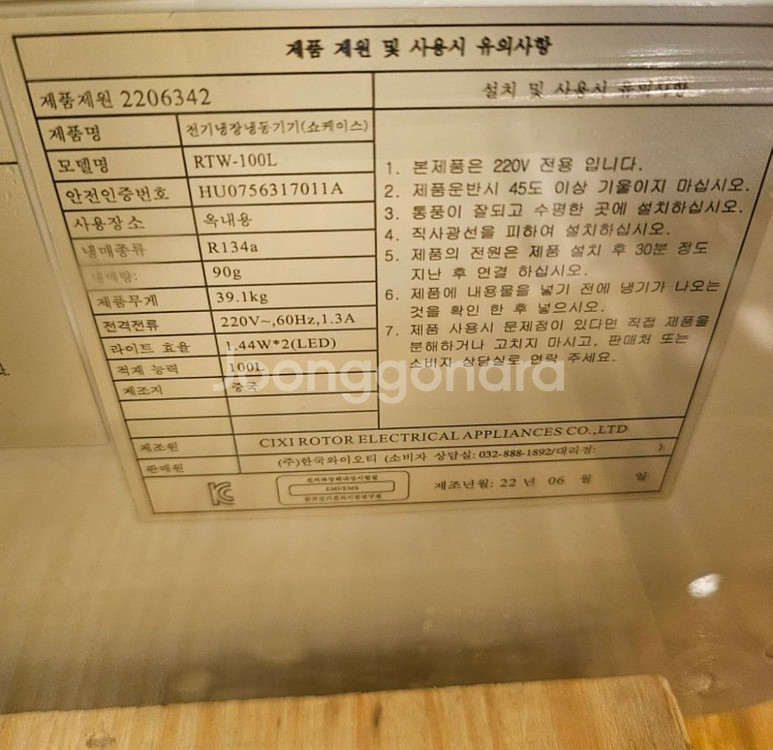 제품 제원 및 사용시 유의사항
제품제원 2206342
제품명 전기냉장냉동기기(쇼케이스)
모델명 RTW-100L
안전인증번호 HU0756317011A
사용장소 옥내용
냉매종류 R134a
냉매량: 90g
제품무게 39.1kg
전격전류 220V~,60Hz,1.3A
라이트 효율 1.44W*2(LED)
적재 능력 100L
제조지 중국
설치 및 사용시 유의사항
1. 본제품은 220V 전용 입니다.
2. 제품운반시 45도 이상 기울이지 마십시오.
3. 통풍이 잘되고 수평한 곳에 설치하십시오.
4. 직사광선을 피하여 설치하십시오.
5. 제품의 전원은 제품 설치 후 30분 정도
지난 후 연결 하십시오.
6. 제품에 내용물을 넣기 전에 냉기가 나오는
것을 확인 한 후 넣으시오.
7. 제품 사용시 문제점이 있다면 직접 제품을
분해하거나 고치지 마시고, 판매처 또는
소비자 상담실로 연락 주세요.
Joonggonara
제조원 CIXI ROTOR ELECTRICAL APPLIANCES CO.,LTD
판매원 (주)한국와이오티 (소비자 상담실: 032-888-1892/대리점: )
EMI/EMS
제조년월: 22 년 06 월 일